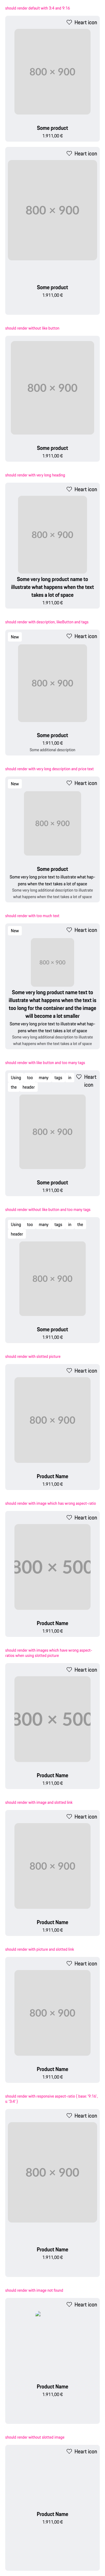 should render default with 3:4 and 9:16
Heart icon
800 × 900
Some product
1.911,00 €
Heart icon
800 × 900
Some product
1.911,00 €
should render without like button
800 × 900
Some product
1.911,00 €
should render with very long heading
Heart icon
800 × 900
Some very long product name to
illustrate what happens when the text
takes a lot of space
1.911,00 €
should render with description, likeButton and tags
New
Heart icon
800 × 900
Some product
1.911,00 €
Some additional description
should render with very long description and price text
New
Heart icon
800 × 900
Some product
Some very long price text to illustrate what hap-
pens when the text takes a lot of space
Some very long additional description to illustrate
what happens when the text takes a lot of space
should render with too much text
New
Heart icon
800 × 900
Some very long product name text to
illustrate what happens when the text is
too long for the container and the image
will become a lot smaller
Some very long price text to illustrate what hap-
pens when the text takes a lot of space
Some very long additional description to illustrate
what happens when the text takes a lot of space
should render with like button and too many tags
Using too many tags in
the header
Heart
icon
800 × 900
Some product
1.911,00 €
should render without like button and too many tags
Using too many tags in the
header
800 × 900
Some product
1.911,00 €
should render with slotted picture
Heart icon
800 × 900
Product Name
1.911,00 €
should render with image which has wrong aspect-ratio
Heart icon
800 × 500
Product Name
1.911,00 €
should render with images which have wrong aspect-
ratios when using slotted picture
Heart icon
800 × 500
Product Name
1.911,00 €
should render with image and slotted link
Heart icon
800 × 900
Product Name
1.911,00 €
should render with picture and slotted link
Heart icon
800 × 900
Product Name
1.911,00 €
Heart icon
800 × 900
Product Name
1.911,00 €
should render with image not found
Heart icon
Product Name
1.911,00 €
should render without slotted image
Heart icon
Product Name
1.911,00 €